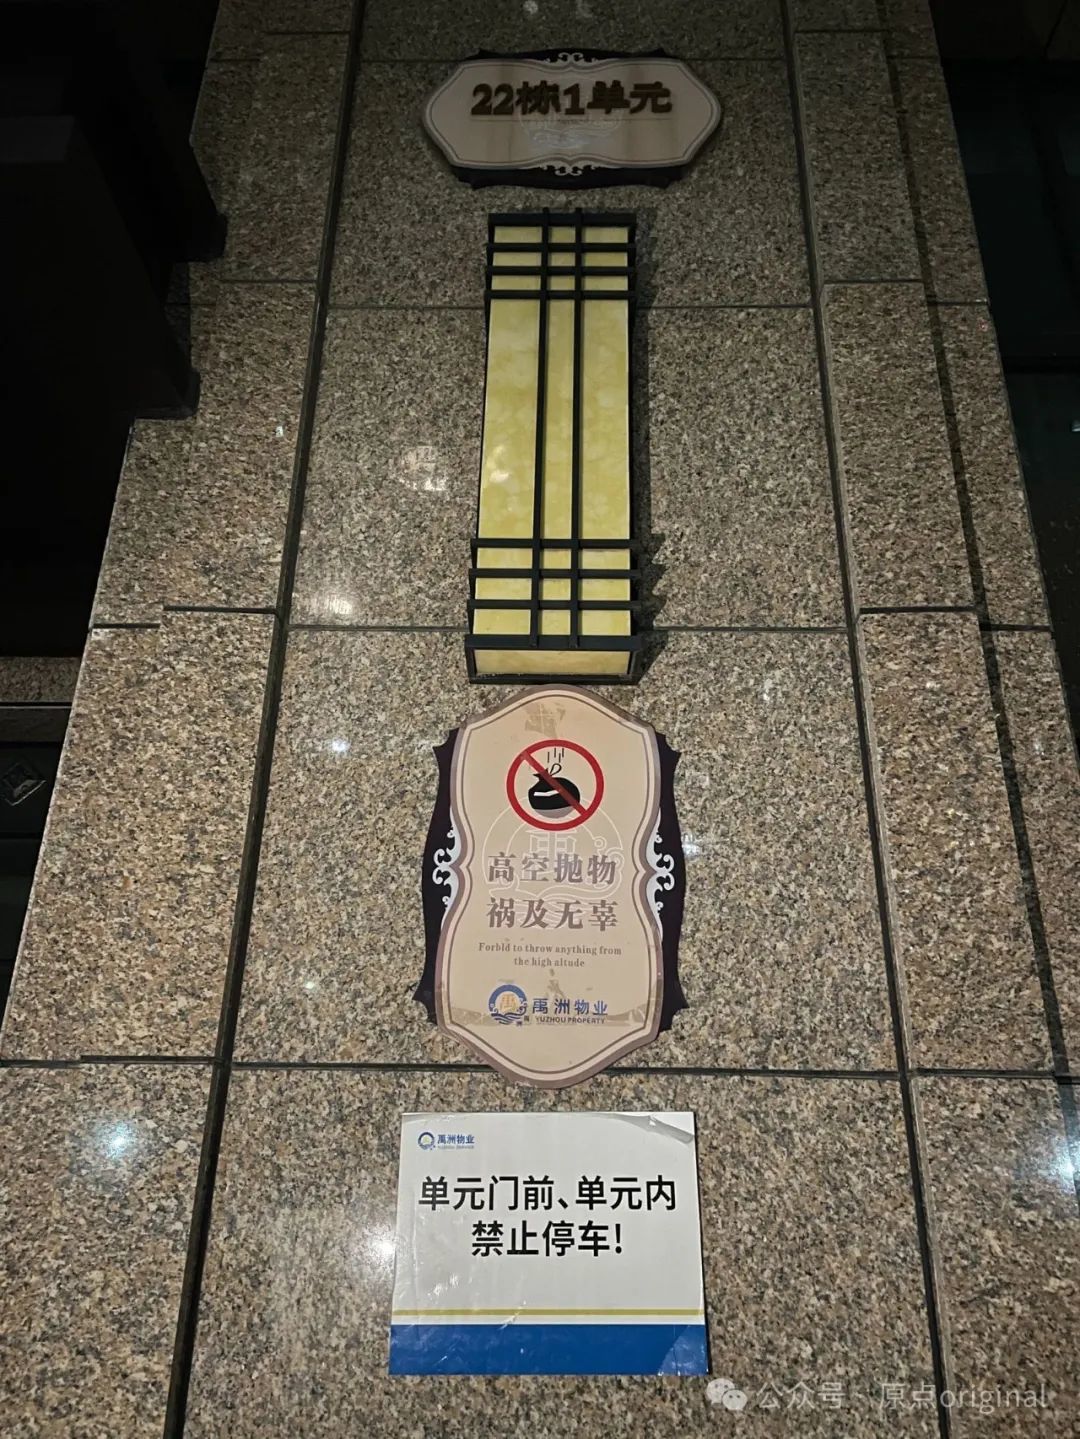 22栋1单元
高空抛物
祸及无辜
Forbid to throw anything from
the high altude
禹洲物业
YUZHOU PROPERTY
禹洲物业
单元门前、单元内
禁止停车!
公众号·原点original